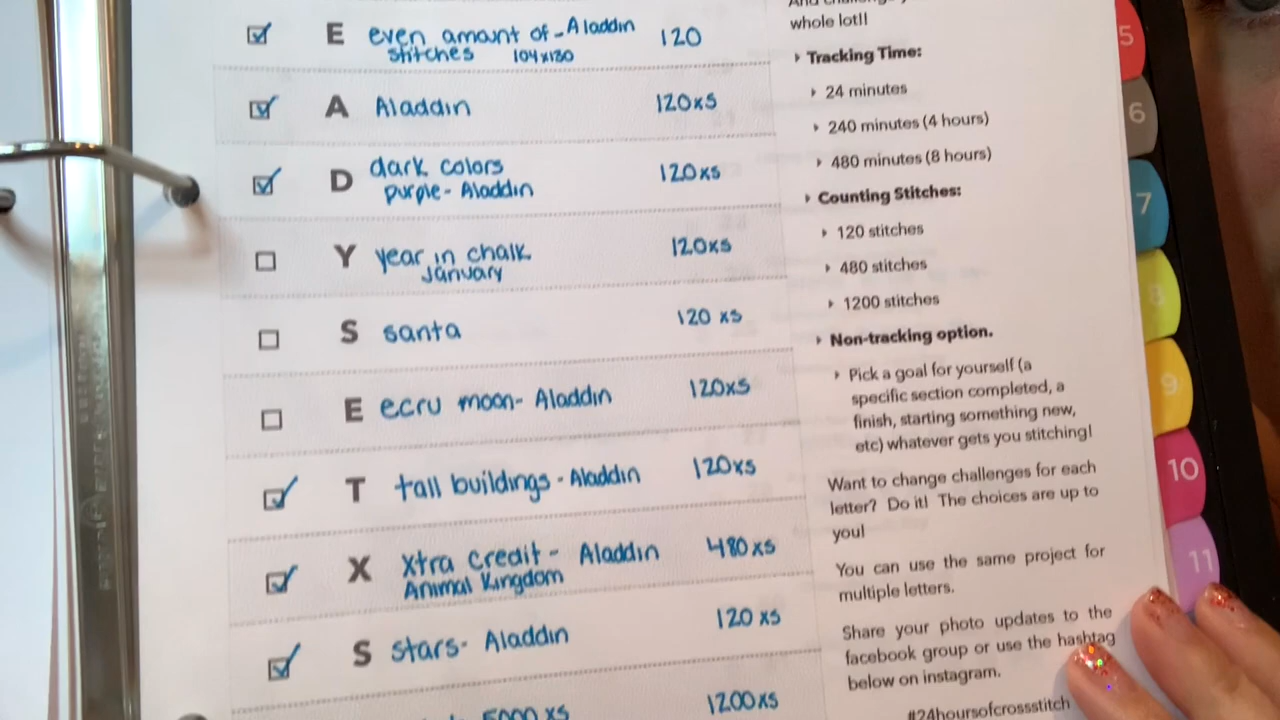 E even amant of - Aladdin 120
stitches 104x130
A Aladdin 120xs
D dark colors 120xs
purple- Aladdin
Y year in chalk 120xs
January
S santa 120 xs
E ecru moon- Aladdin 120xs
T tall buildings - Aladdin 120xs
X Xtra credit - Aladdin 480xs
Animal Kingdom
S stars- Aladdin 120 xs
5000 xs 1200xs
whole lot!!
Tracking Time:
24 minutes
240 minutes (4 hours)
480 minutes (8 hours)
Counting Stitches:
120 stitches
480 stitches
1200 stitches
Non-tracking option.
Pick a goal for yourself (a
specific section completed, a
finish, starting something new,
etc) whatever gets you stitching!
Want to change challenges for each
letter? Do it! The choices are up to
you!
You can use the same project for
multiple letters.
Share your photo updates to the
facebook group or use the hashtag
below on instagram.
#24hoursofcrossstitch
5
6
7
8
9
10
11